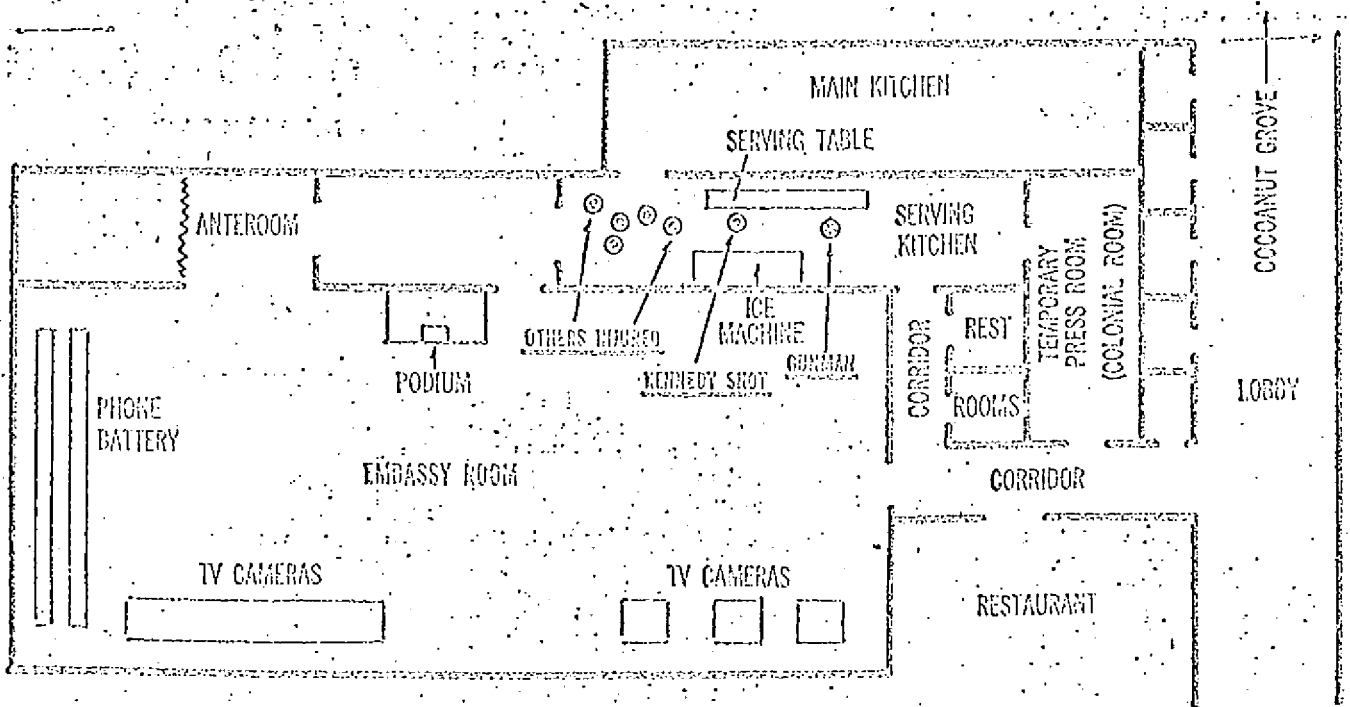 MAIN KITCHEN
SERVING TABLE
COCOANUT GROVE
ANTEROOM
SERVING
KITCHEN
TEMPORARY
PRESS ROOM
(COLONIAL ROOM)
OTHERS INJURED
ICE
MACHINE
GUNMAN
KENNEDY SHOT
PODIUM
CORRIDOR
REST
ROOMS
LOBBY
PHONE
BATTERY
EMBASSY ROOM
CORRIDOR
TV CAMERAS
TV CAMERAS
RESTAURANT